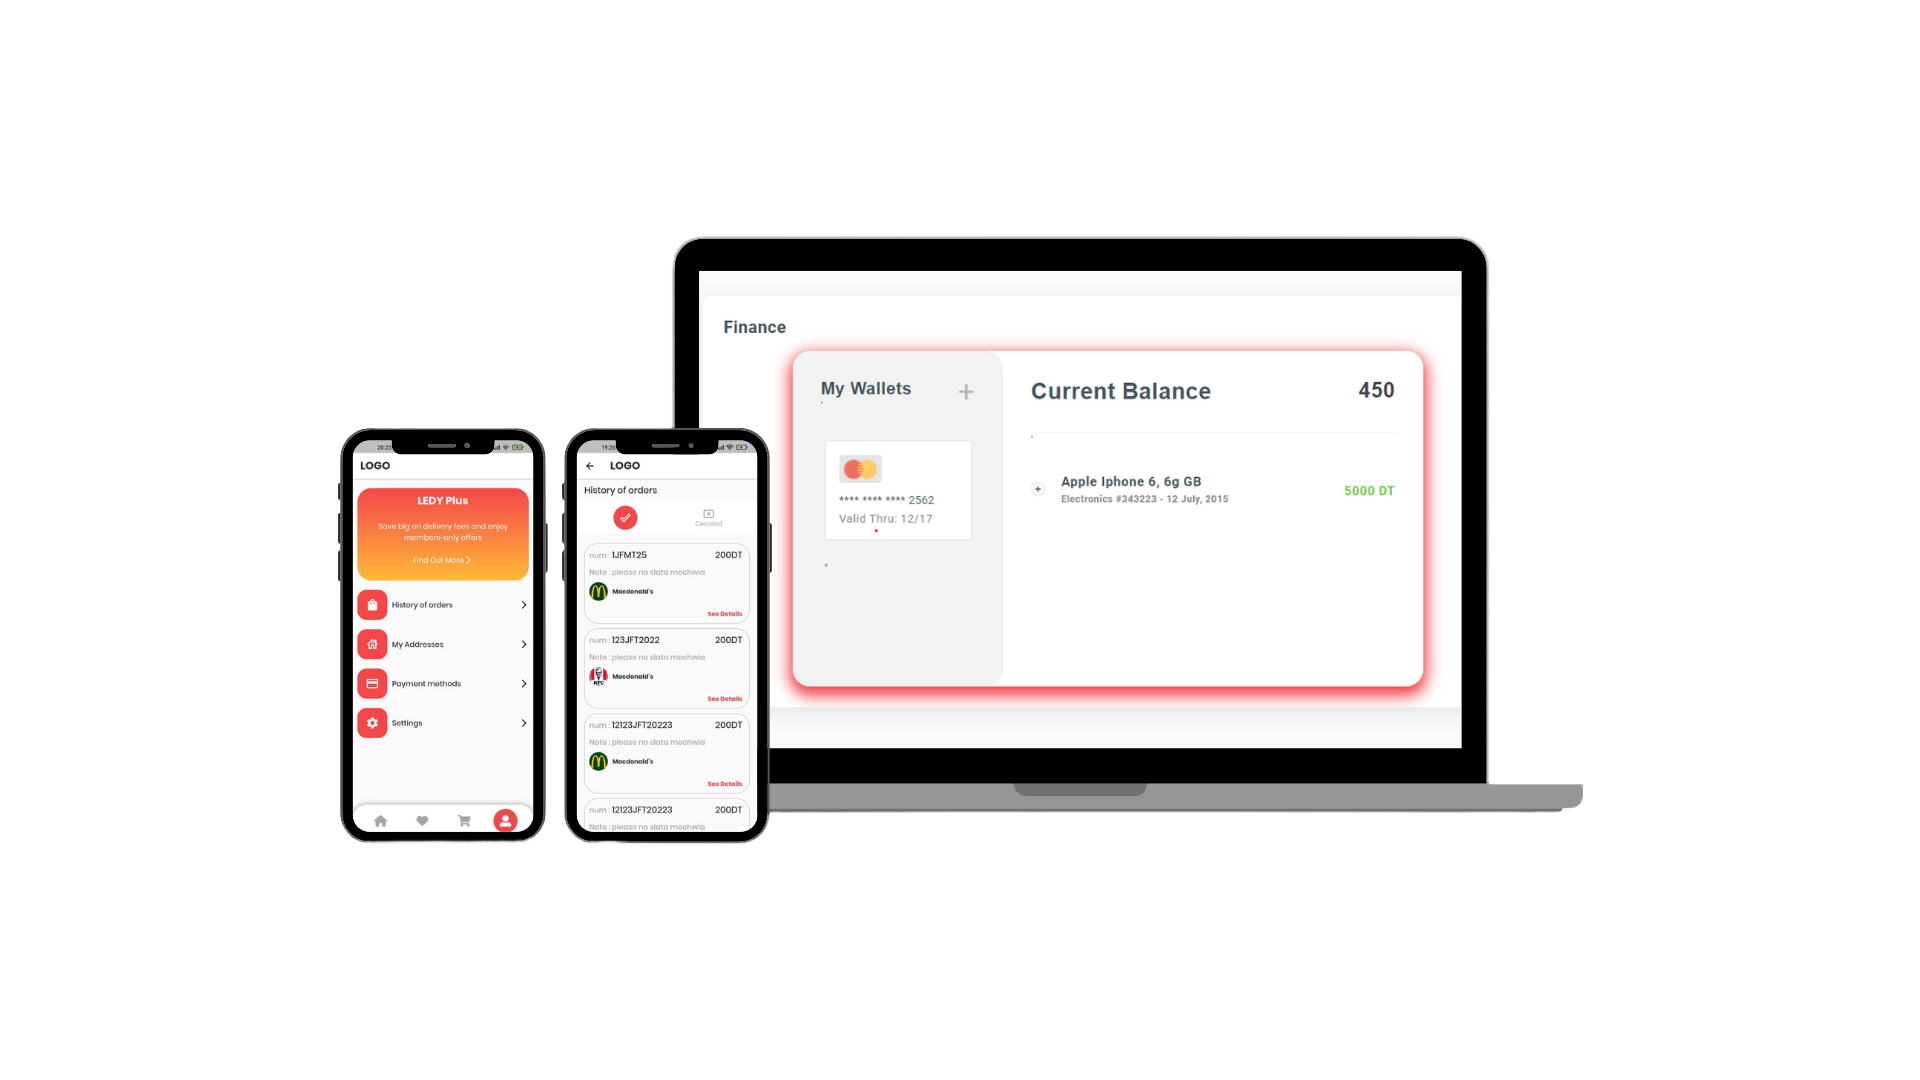 20:23
LOGO
LEDY Plus
Save big on delivery fees and enjoy
members-only offers
Find Out More
History of orders
My Addresses
Payment methods
Settings
LOGO
History of orders
Canceled
num : 1JFMT25 200DT
Note : please no slata mechwia
Macdonald's
See Details
num : 123JFT2022 200DT
Note : please no slata mechwia
KFC
Macdonald's
See Details
num : 12123JFT20223 200DT
Note : please no slata mechwia
Macdonald's
See Details
num : 12123JFT20223 200DT
Note : please no slata mechwia
Finance
My Wallets +
**** **** **** 2562
Valid Thru: 12/17
Current Balance 450
Apple Iphone 6, 6g GB
Electronics #343223 - 12 July, 2015
5000 DT